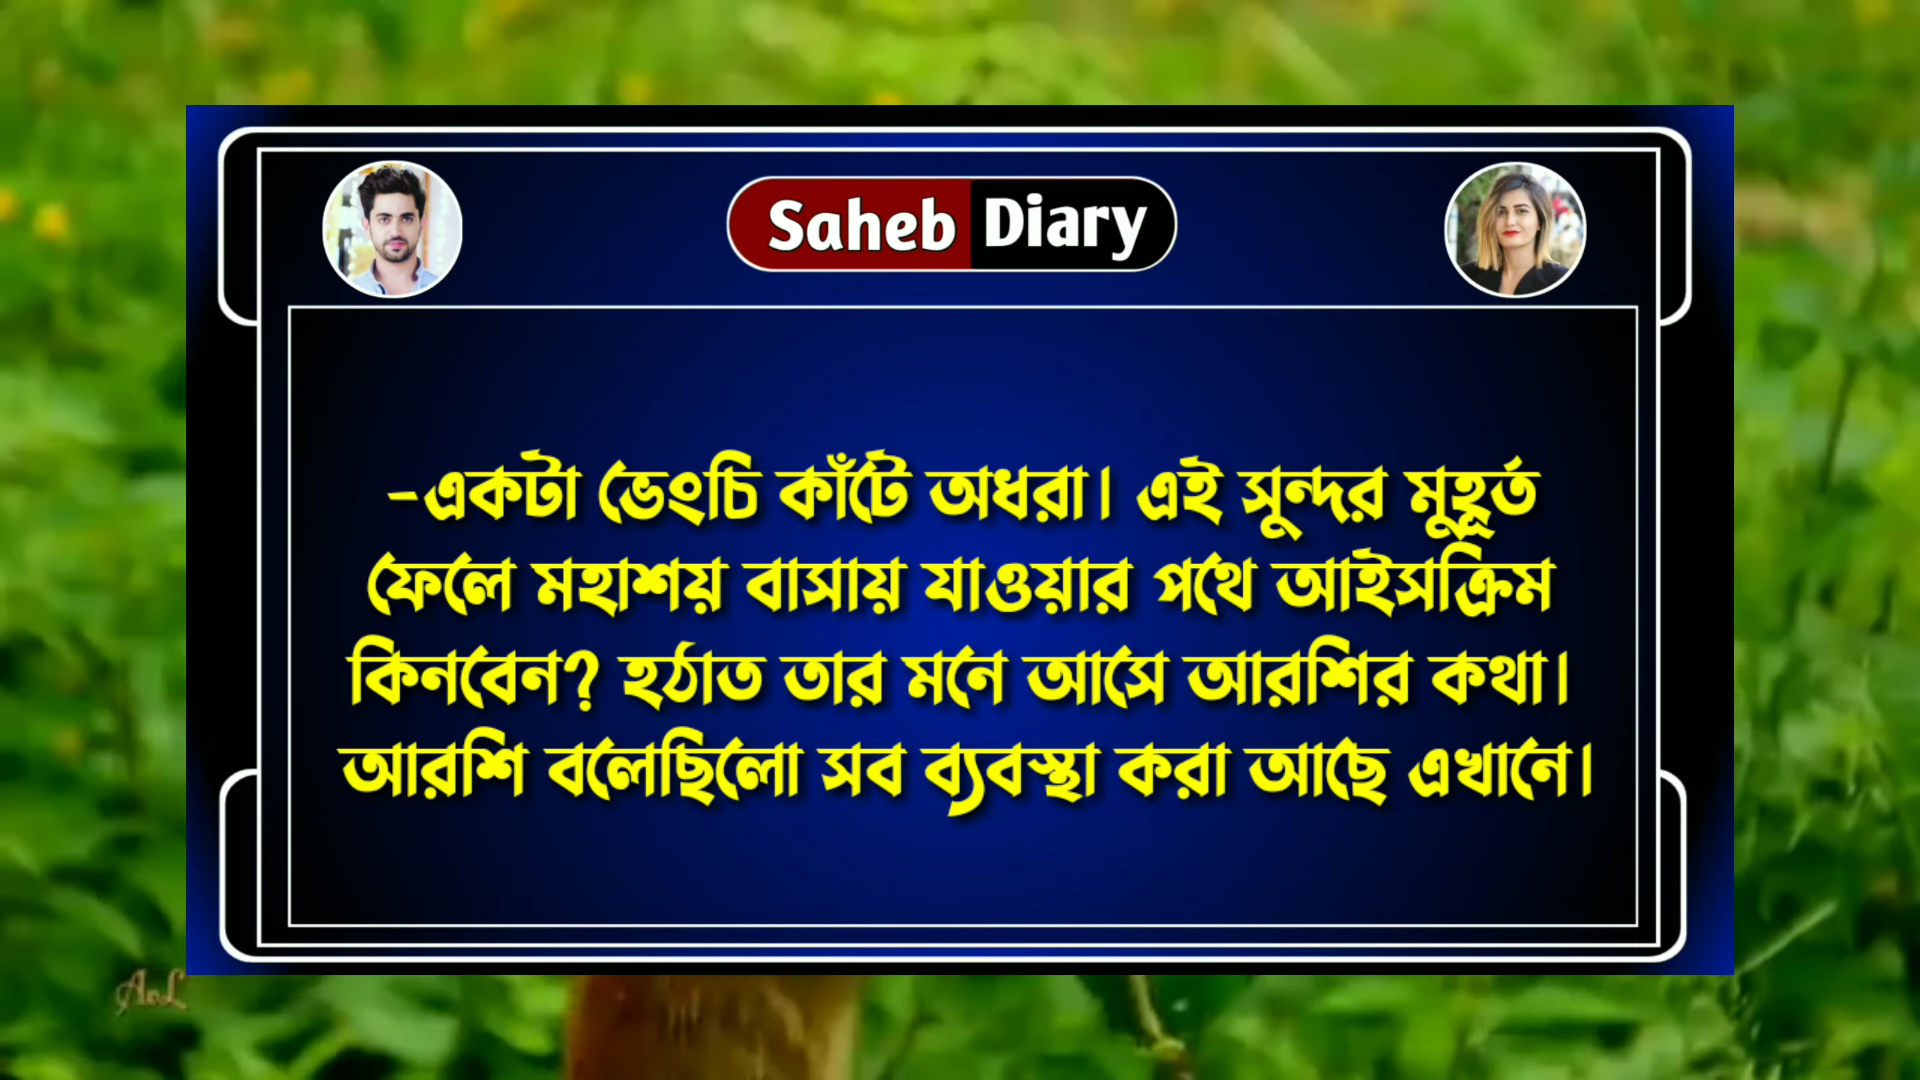 Saheb Diary
-একটা ভেংচি কাঁটে অধরা। এই সুন্দর মুহূর্ত
ফেলে মহাশয় বাসায় যাওয়ার পথে আইসক্রিম
কিনবেন? হঠাত তার মনে আসে আরশির কথা।
আরশি বলেছিলো সব ব্যবস্থা করা আছে এখানে।
AoL